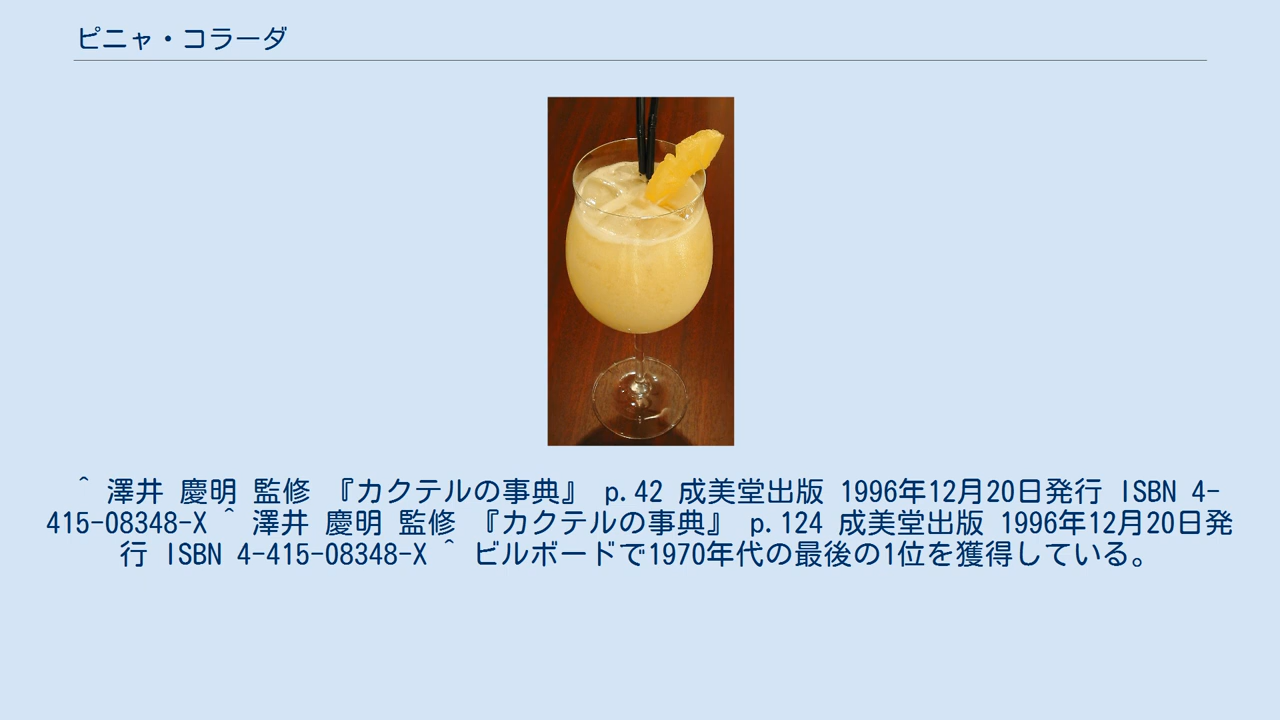 ピニャ・コラーダ
^ 澤井 慶明 監修 『カクテルの事典』 p.42 成美堂出版 1996年12月20日発行 ISBN 4-
415-08348-X ^ 澤井 慶明 監修 『カクテルの事典』 p.124 成美堂出版 1996年12月20日発
行 ISBN 4-415-08348-X ^ ビルボードで1970年代の最後の1位を獲得している。